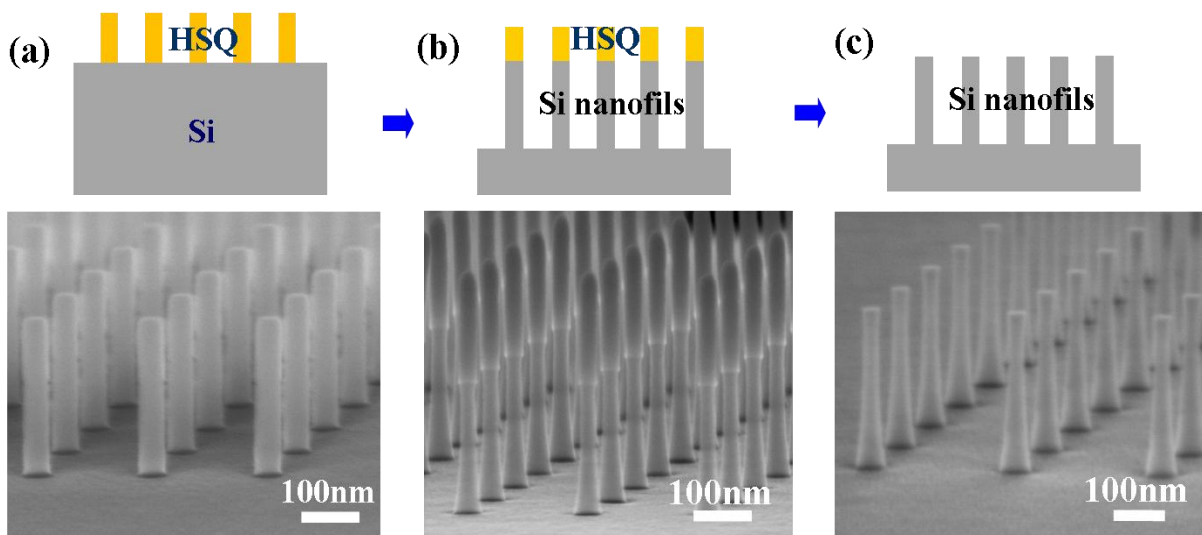 (a)
HSQ
Si
(b)
HSQ
Si nanofils
(c)
Si nanofils
100nm
100nm
100nm